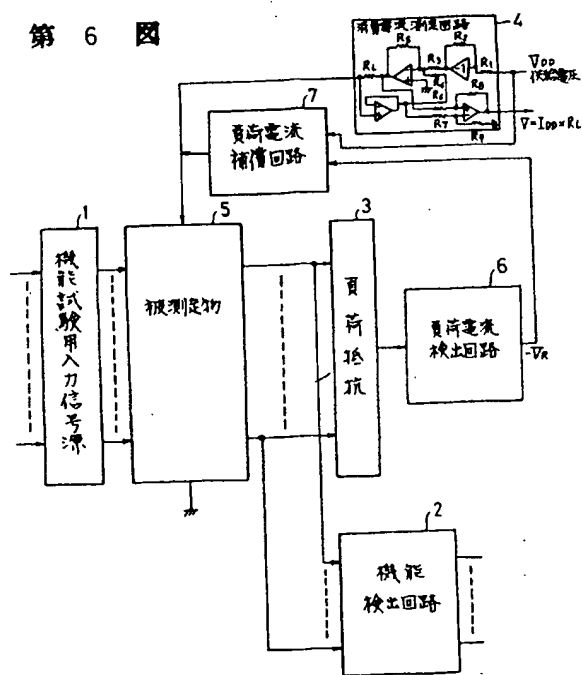 第 6 図
消費電流測定回路
4
R5
R2
RL
R3
R1
-1
R4
VDD
供給電圧
R6
R8
R7
R9
V=IDD×RL
7
負荷電流
補償回路
1
機能試験用入力信号源
5
被測定物
3
負荷抵抗
6
負荷電流
検出回路
-VR
2
機能
検出回路